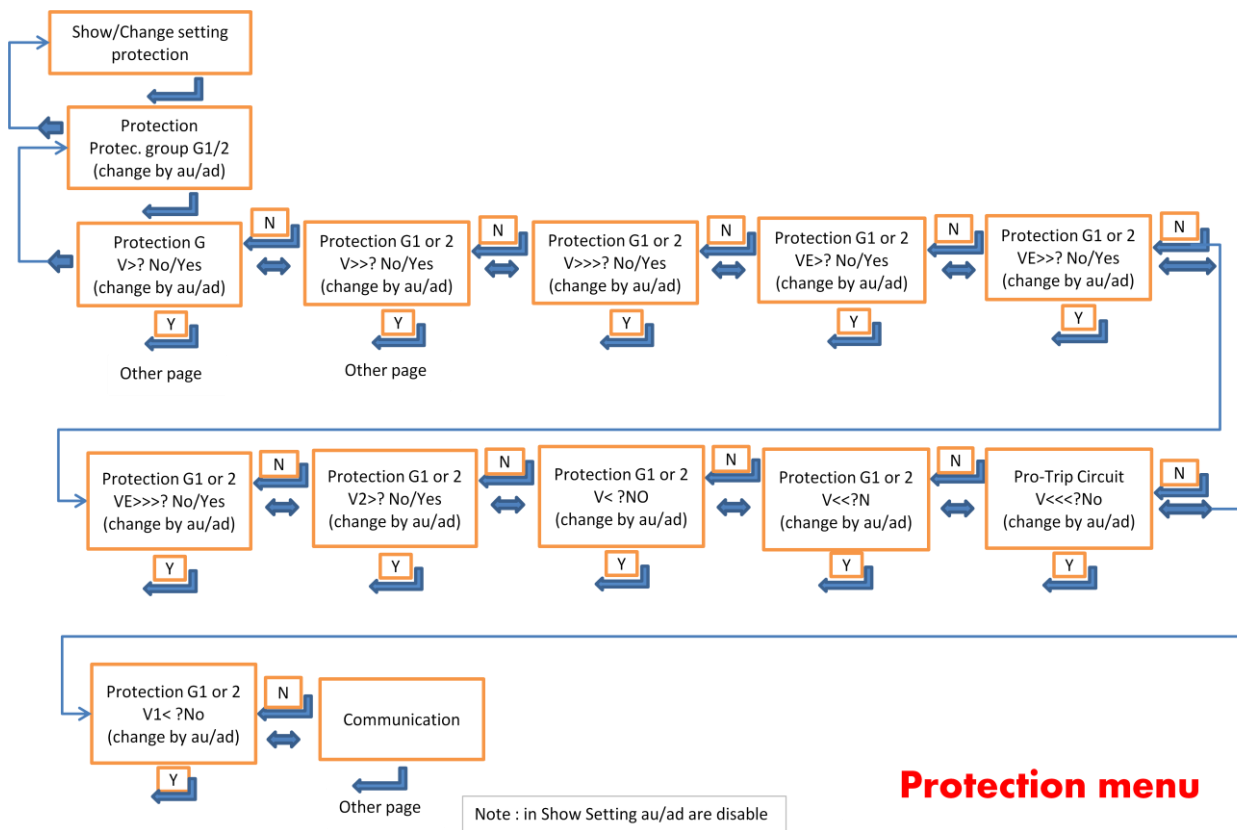 Show/Change setting
protection
Protection
Protec. group G1/2
(change by au/ad)
Protection G
V>? No/Yes
(change by au/ad)
N
Protection G1 or 2
V>>? No/Yes
(change by au/ad)
N
Protection G1 or 2
V>>>? No/Yes
(change by au/ad)
N
Protection G1 or 2
VE>? No/Yes
(change by au/ad)
N
Protection G1 or 2
VE>>? No/Yes
(change by au/ad)
N
Y
Y
Y
Y
Y
Other page
Other page
Protection G1 or 2
VE>>>? No/Yes
(change by au/ad)
N
Protection G1 or 2
V2>? No/Yes
(change by au/ad)
N
Protection G1 or 2
V< ?NO
(change by au/ad)
N
Protection G1 or 2
V<<?N
(change by au/ad)
N
Pro-Trip Circuit
V<<<?No
(change by au/ad)
N
Y
Y
Y
Y
Y
Protection G1 or 2
V1< ?No
(change by au/ad)
N
Communication
Y
Other page
Note : in Show Setting au/ad are disable
Protection menu